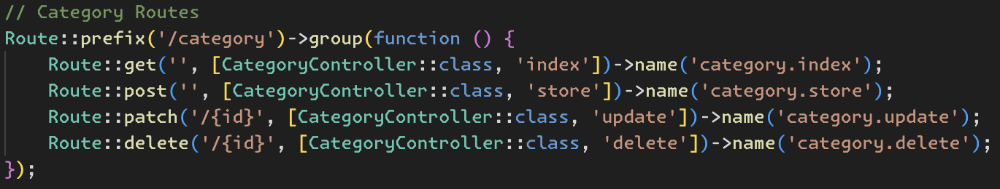 // Category Routes
Route::prefix('/category')->group(function () {
    Route::get('', [CategoryController::class, 'index'])->name('category.index');
    Route::post('', [CategoryController::class, 'store'])->name('category.store');
    Route::patch('/{id}', [CategoryController::class, 'update'])->name('category.update');
    Route::delete('/{id}', [CategoryController::class, 'delete'])->name('category.delete');
});